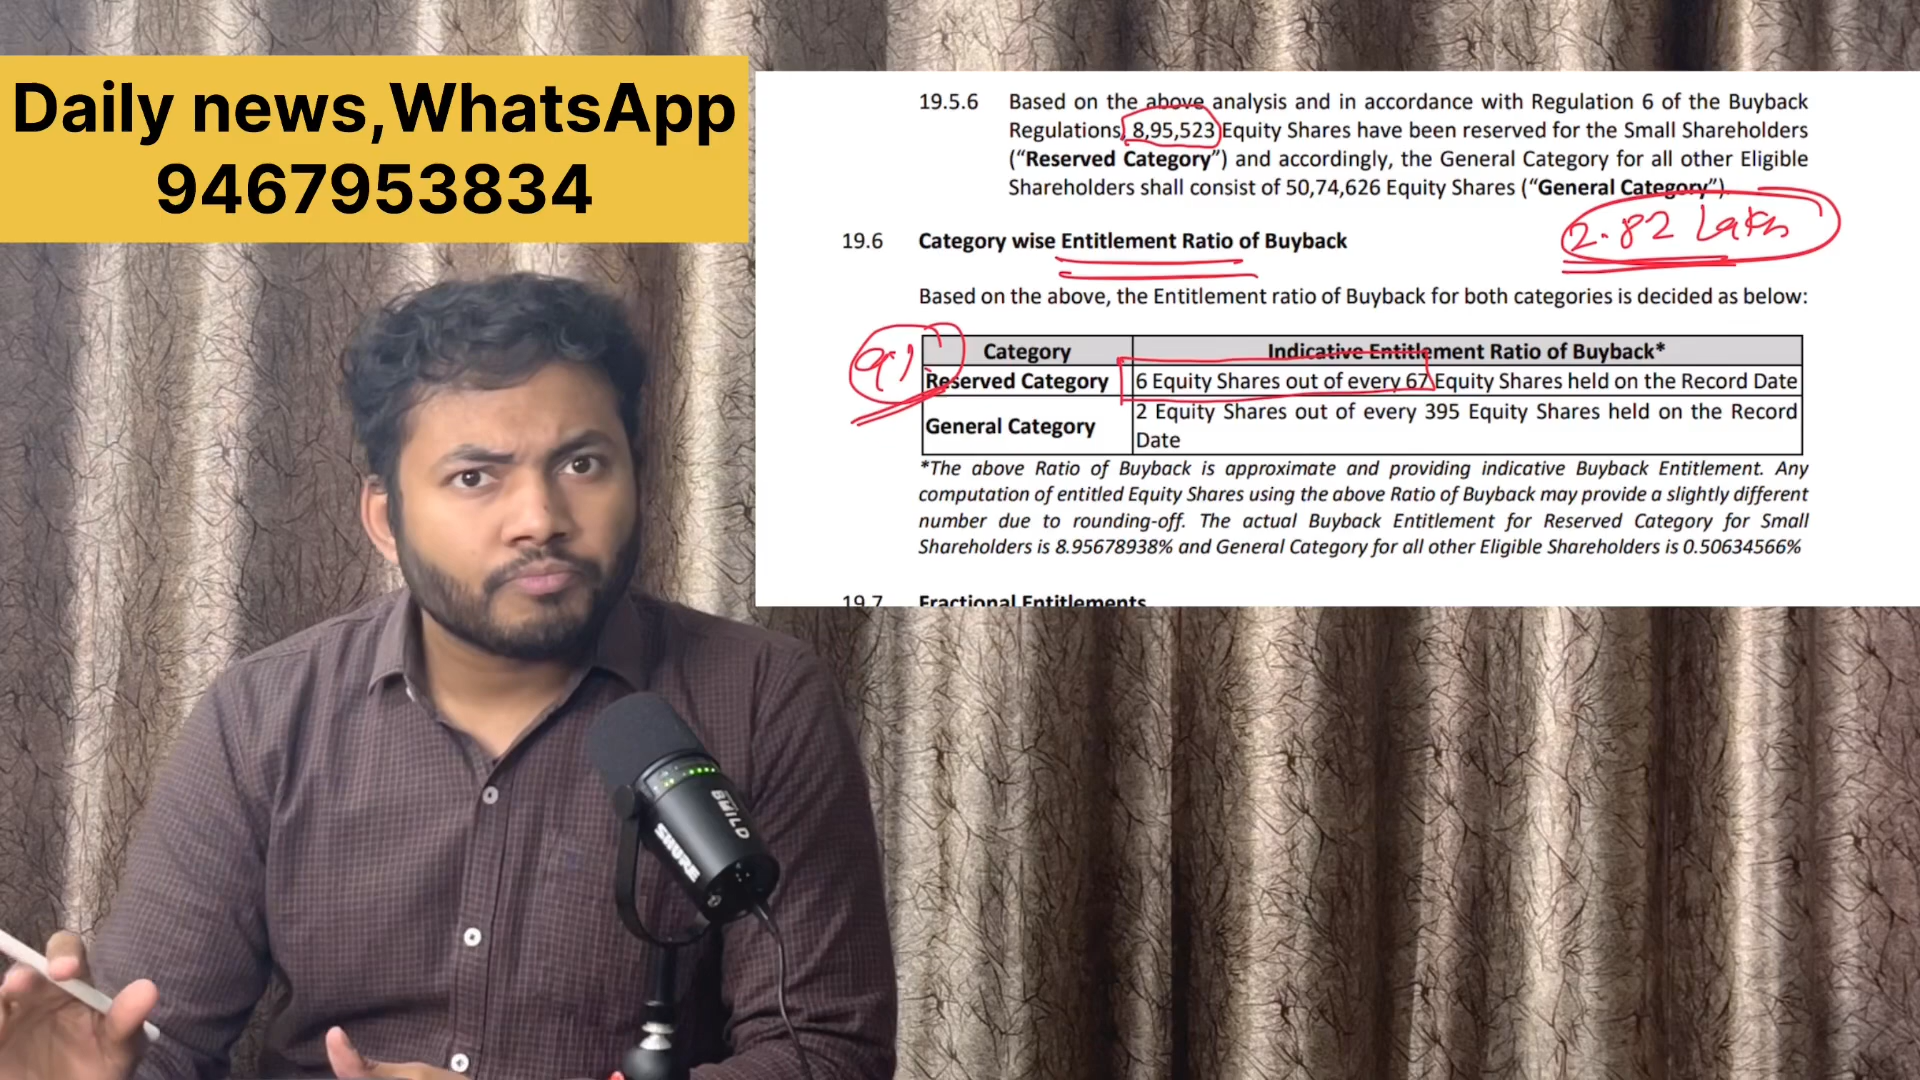 Daily news,WhatsApp
9467953834
19.5.6 Based on the above analysis and in accordance with Regulation 6 of the Buyback
Regulations, 8,95,523 Equity Shares have been reserved for the Small Shareholders
(“Reserved Category”) and accordingly, the General Category for all other Eligible
Shareholders shall consist of 50,74,626 Equity Shares (“General Category”).
2.82 Lakhs
19.6 Category wise Entitlement Ratio of Buyback
Based on the above, the Entitlement ratio of Buyback for both categories is decided as below:
Category Indicative Entitlement Ratio of Buyback*
Reserved Category 6 Equity Shares out of every 67 Equity Shares held on the Record Date
General Category 2 Equity Shares out of every 395 Equity Shares held on the Record
Date
*The above Ratio of Buyback is approximate and providing indicative Buyback Entitlement. Any
computation of entitled Equity Shares using the above Ratio of Buyback may provide a slightly different
number due to rounding-off. The actual Buyback Entitlement for Reserved Category for Small
Shareholders is 8.95678938% and General Category for all other Eligible Shareholders is 0.50634566%
19.7 Fractional Entitlements
SHURE